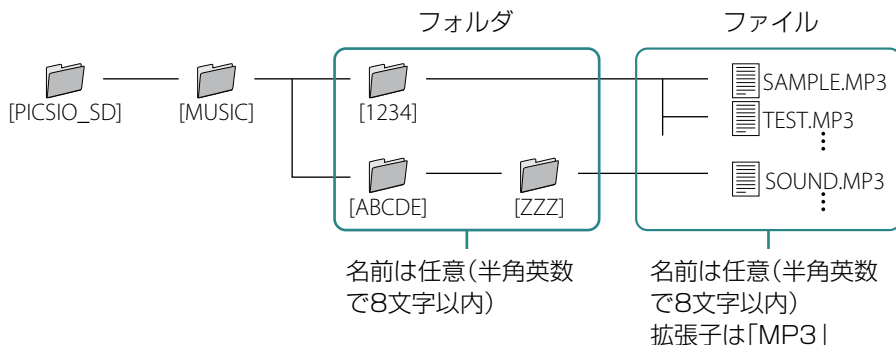 フォルダ
ファイル
[PICSIO_SD]
[MUSIC]
[1234]
SAMPLE.MP3
TEST.MP3
[ABCDE]
[ZZZ]
SOUND.MP3
名前は任意(半角英数
で8文字以内)
名前は任意(半角英数
で8文字以内)
拡張子は「MP3」